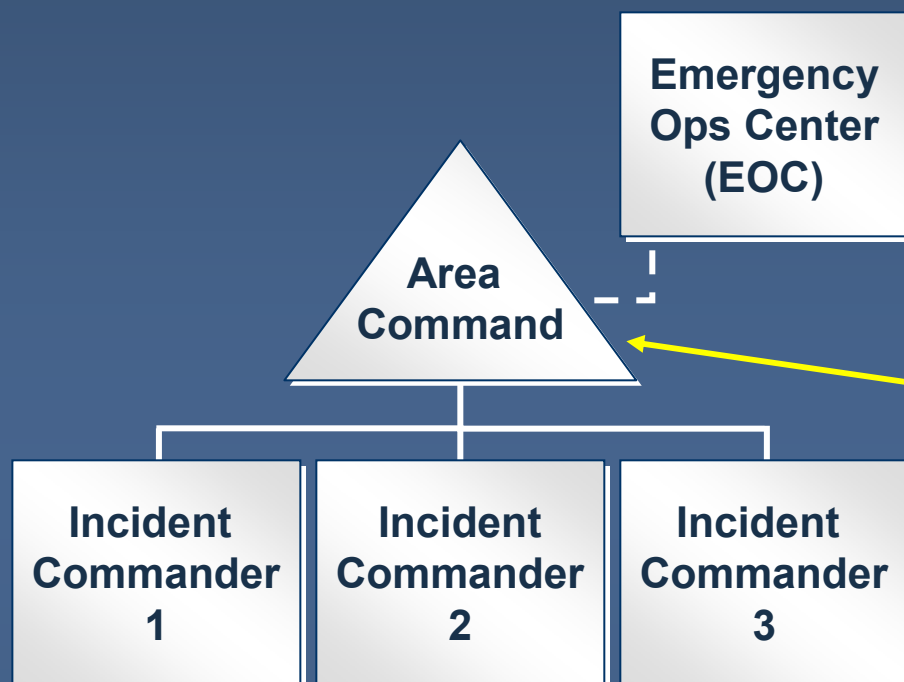 Emergency
Ops Center
(EOC)
Area
Command
Incident
Commander
1
Incident
Commander
2
Incident
Commander
3